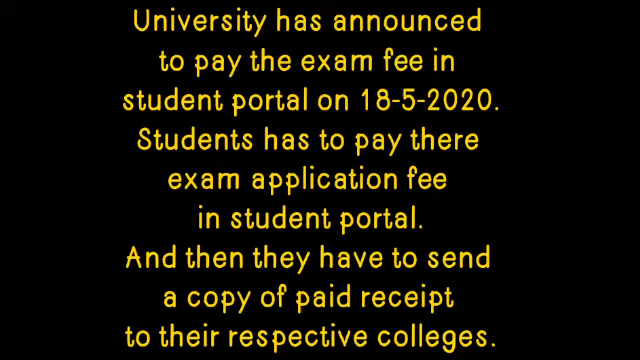 University has announced
to pay the exam fee in
student portal on 18-5-2020.
Students has to pay there
exam application fee
in student portal.
And then they have to send
a copy of paid receipt
to their respective colleges.